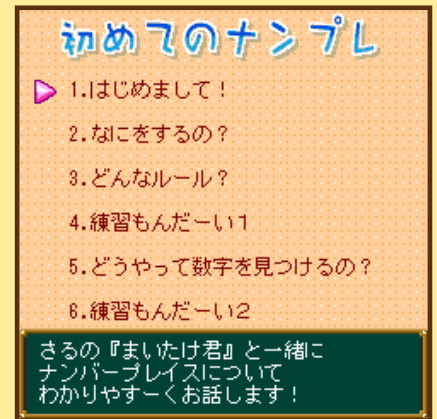 初めてのナンプレ
1.はじめまして！
2.なにをするの？
3.どんなルール？
4.練習もんだーい1
5.どうやって数字を見つけるの？
6.練習もんだーい2
さるの『まいたけ君』と一緒に
ナンバープレイスについて
わかりやすーくお話します！